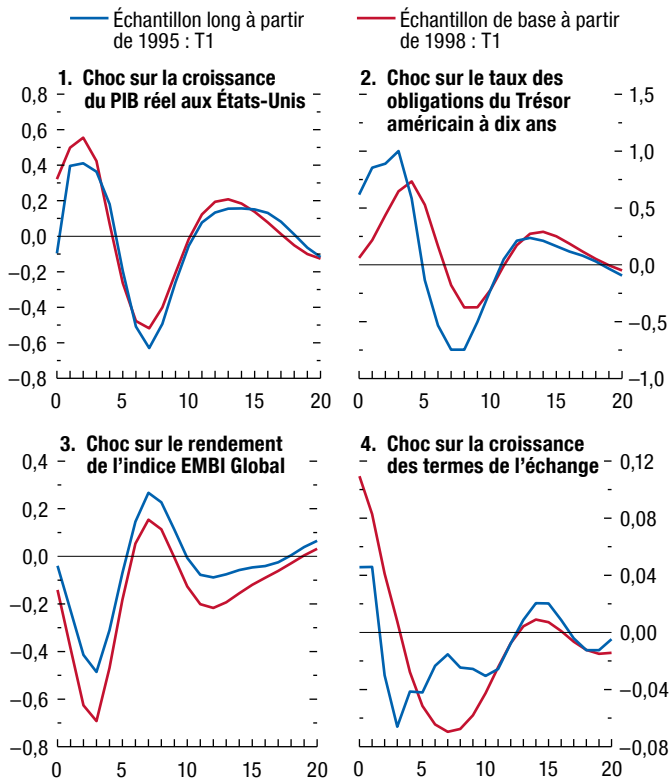 Échantillon long à partir
de 1995 : T1
Échantillon de base à partir
de 1998 : T1
1. Choc sur la croissance
du PIB réel aux États-Unis
0,8
0,6
0,4
0,2
0,0
–0,2
–0,4
–0,6
–0,8
0 5 10 15 20
2. Choc sur le taux des
obligations du Trésor
américain à dix ans
1,5
1,0
0,5
0,0
–0,5
–1,0
0 5 10 15 20
3. Choc sur le rendement
de l’indice EMBI Global
0,4
0,2
0,0
–0,2
–0,4
–0,6
–0,8
0 5 10 15 20
4. Choc sur la croissance
des termes de l’échange
0,12
0,08
0,04
0,00
–0,04
–0,08
0 5 10 15 20